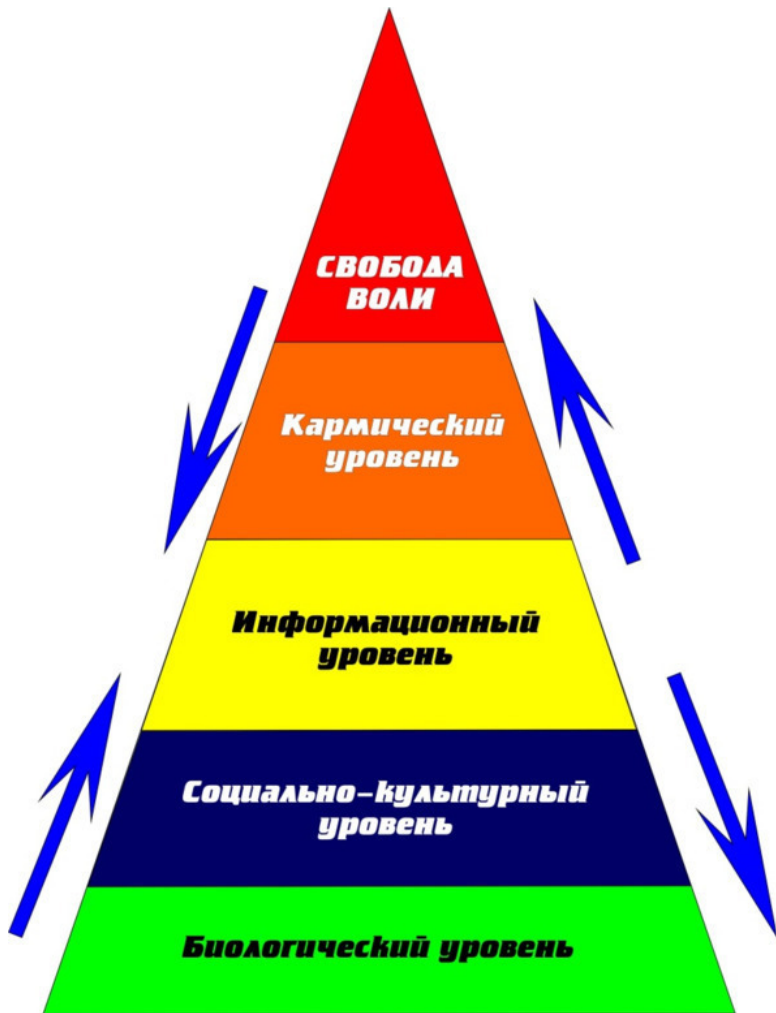 СВОБОДА
ВОЛИ
Кармический
уровень
Информационный
уровень
Социально-культурный
уровень
Биологический уровень